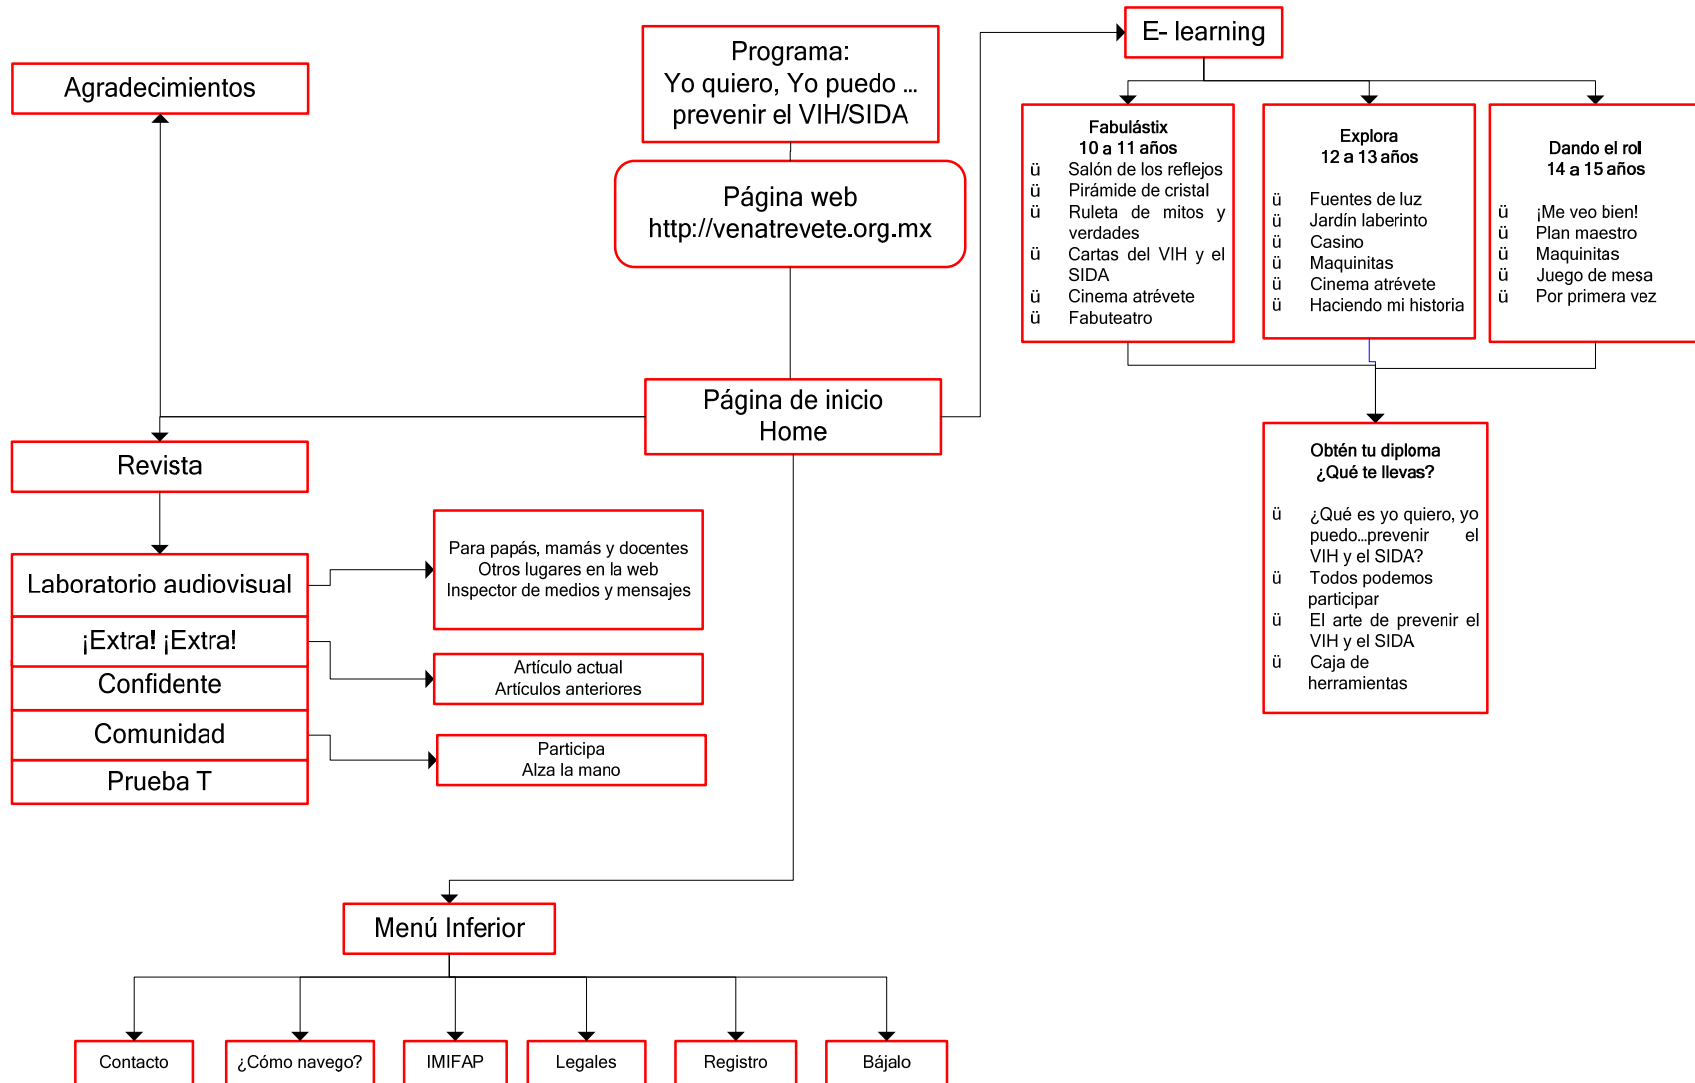 Programa:
Yo quiero, Yo puedo ...
prevenir el VIH/SIDA
Página web
http://venatrevete.org.mx
Página de inicio
Home
Agradecimientos
Revista
Laboratorio audiovisual
¡Extra! ¡Extra!
Confidente
Comunidad
Prueba T
Para papás, mamás y docentes
Otros lugares en la web
Inspector de medios y mensajes
Artículo actual
Artículos anteriores
Participa
Alza la mano
E- learning
Fabulástix
10 a 11 años
ü Salón de los reflejos
ü Pirámide de cristal
ü Ruleta de mitos y
verdades
ü Cartas del VIH y el
SIDA
ü Cinema atrévete
ü Fabuteatro
Explora
12 a 13 años
ü Fuentes de luz
ü Jardín laberinto
ü Casino
ü Maquinitas
ü Cinema atrévete
ü Haciendo mi historia
Dando el rol
14 a 15 años
ü ¡Me veo bien!
ü Plan maestro
ü Maquinitas
ü Juego de mesa
ü Por primera vez
Obtén tu diploma
¿Qué te llevas?
ü ¿Qué es yo quiero, yo
puedo...prevenir el
VIH y el SIDA?
ü Todos podemos
participar
ü El arte de prevenir el
VIH y el SIDA
ü Caja de
herramientas
Menú Inferior
Contacto
¿Cómo navego?
IMIFAP
Legales
Registro
Bájalo